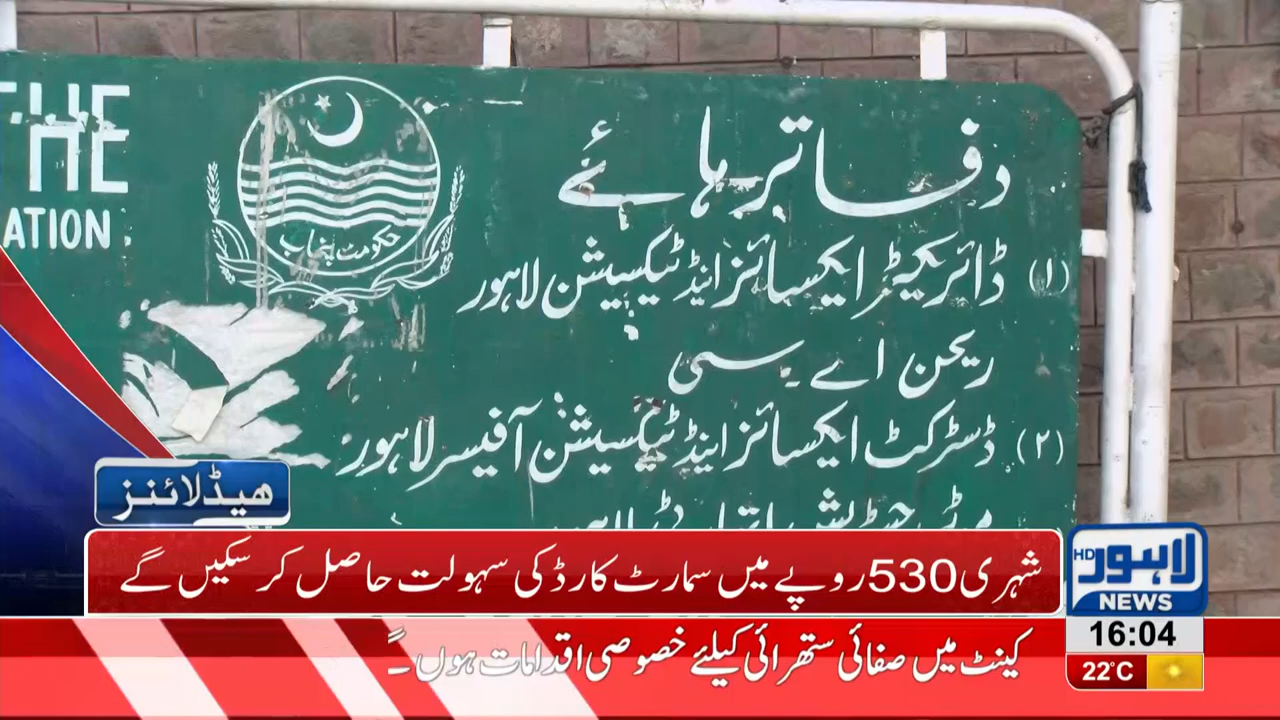 THE
THE
ATION
حکومت پنجاب
دفاتر ہائے
(۱) ڈائریکٹر ایکسائز اینڈ ٹیکسیشن لاہور
ریجن اے سی
(۲) ڈسٹرکٹ ایکسائز اینڈ ٹیکسیشن آفیسر لاہور
ہیڈلائنز
شہری 530 روپے میں سمارٹ کارڈ کی سہولت حاصل کر سکیں گے
لاہور HD
NEWS
16:04
22°C
کینٹ میں صفائی ستھرائی کیلئے خصوصی اقدامات ہوں گے۔